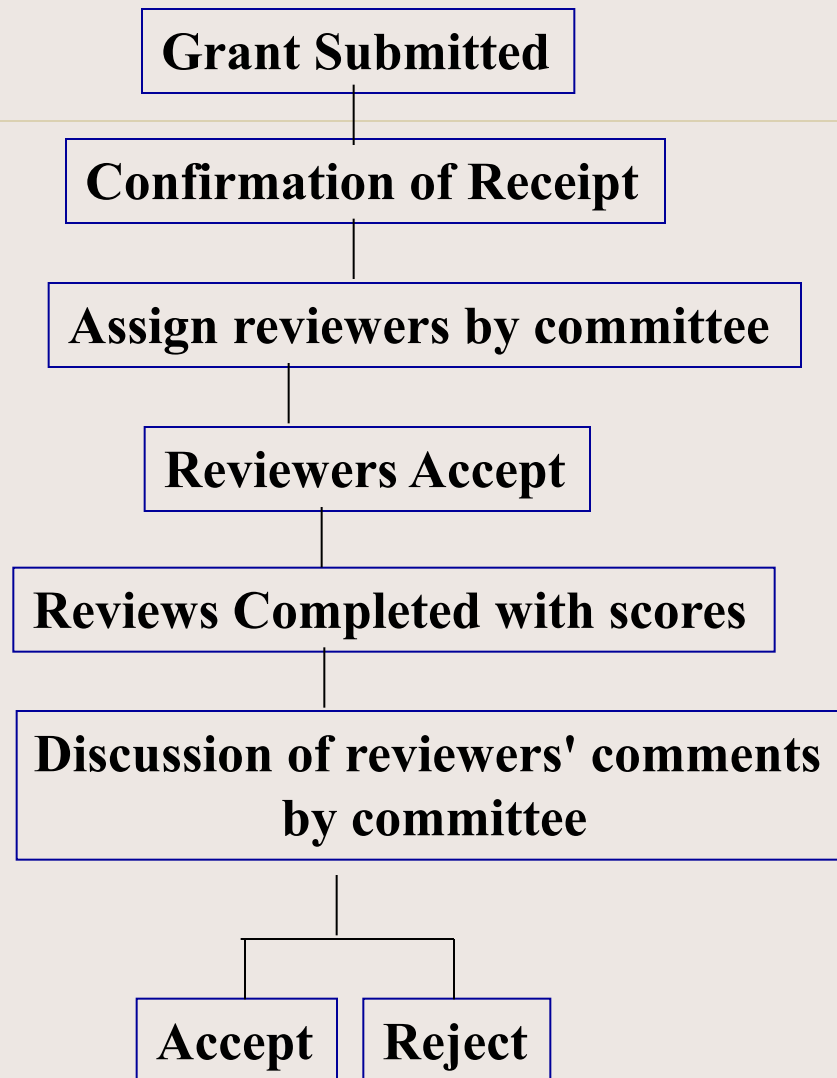 Grant Submitted
Confirmation of Receipt
Assign reviewers by committee
Reviewers Accept
Reviews Completed with scores
Discussion of reviewers' comments
by committee
Accept
Reject